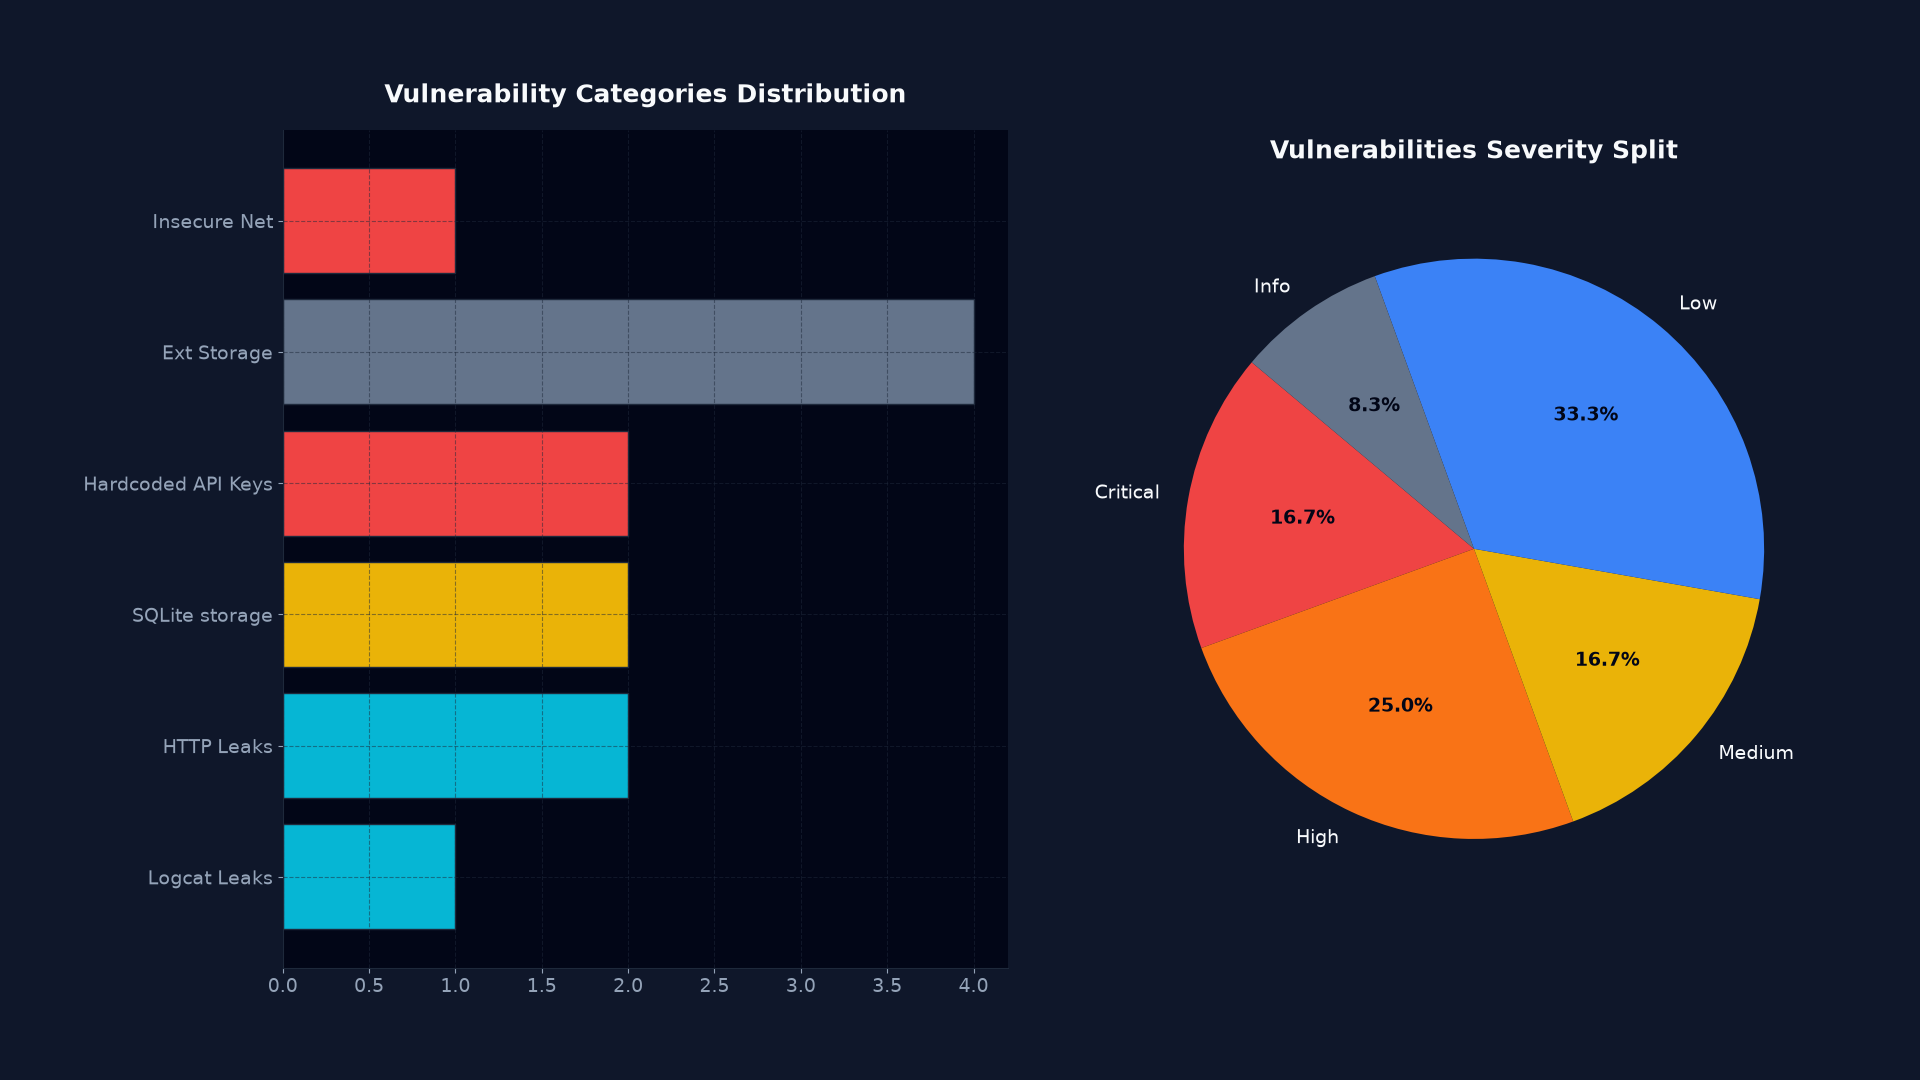 Vulnerability Categories Distribution
Insecure Net
Ext Storage
Hardcoded API Keys
SQLite storage
HTTP Leaks
Logcat Leaks
0.0 0.5 1.0 1.5 2.0 2.5 3.0 3.5 4.0
Vulnerabilities Severity Split
Info
Low
8.3%
33.3%
Critical
16.7%
16.7%
25.0%
Medium
High